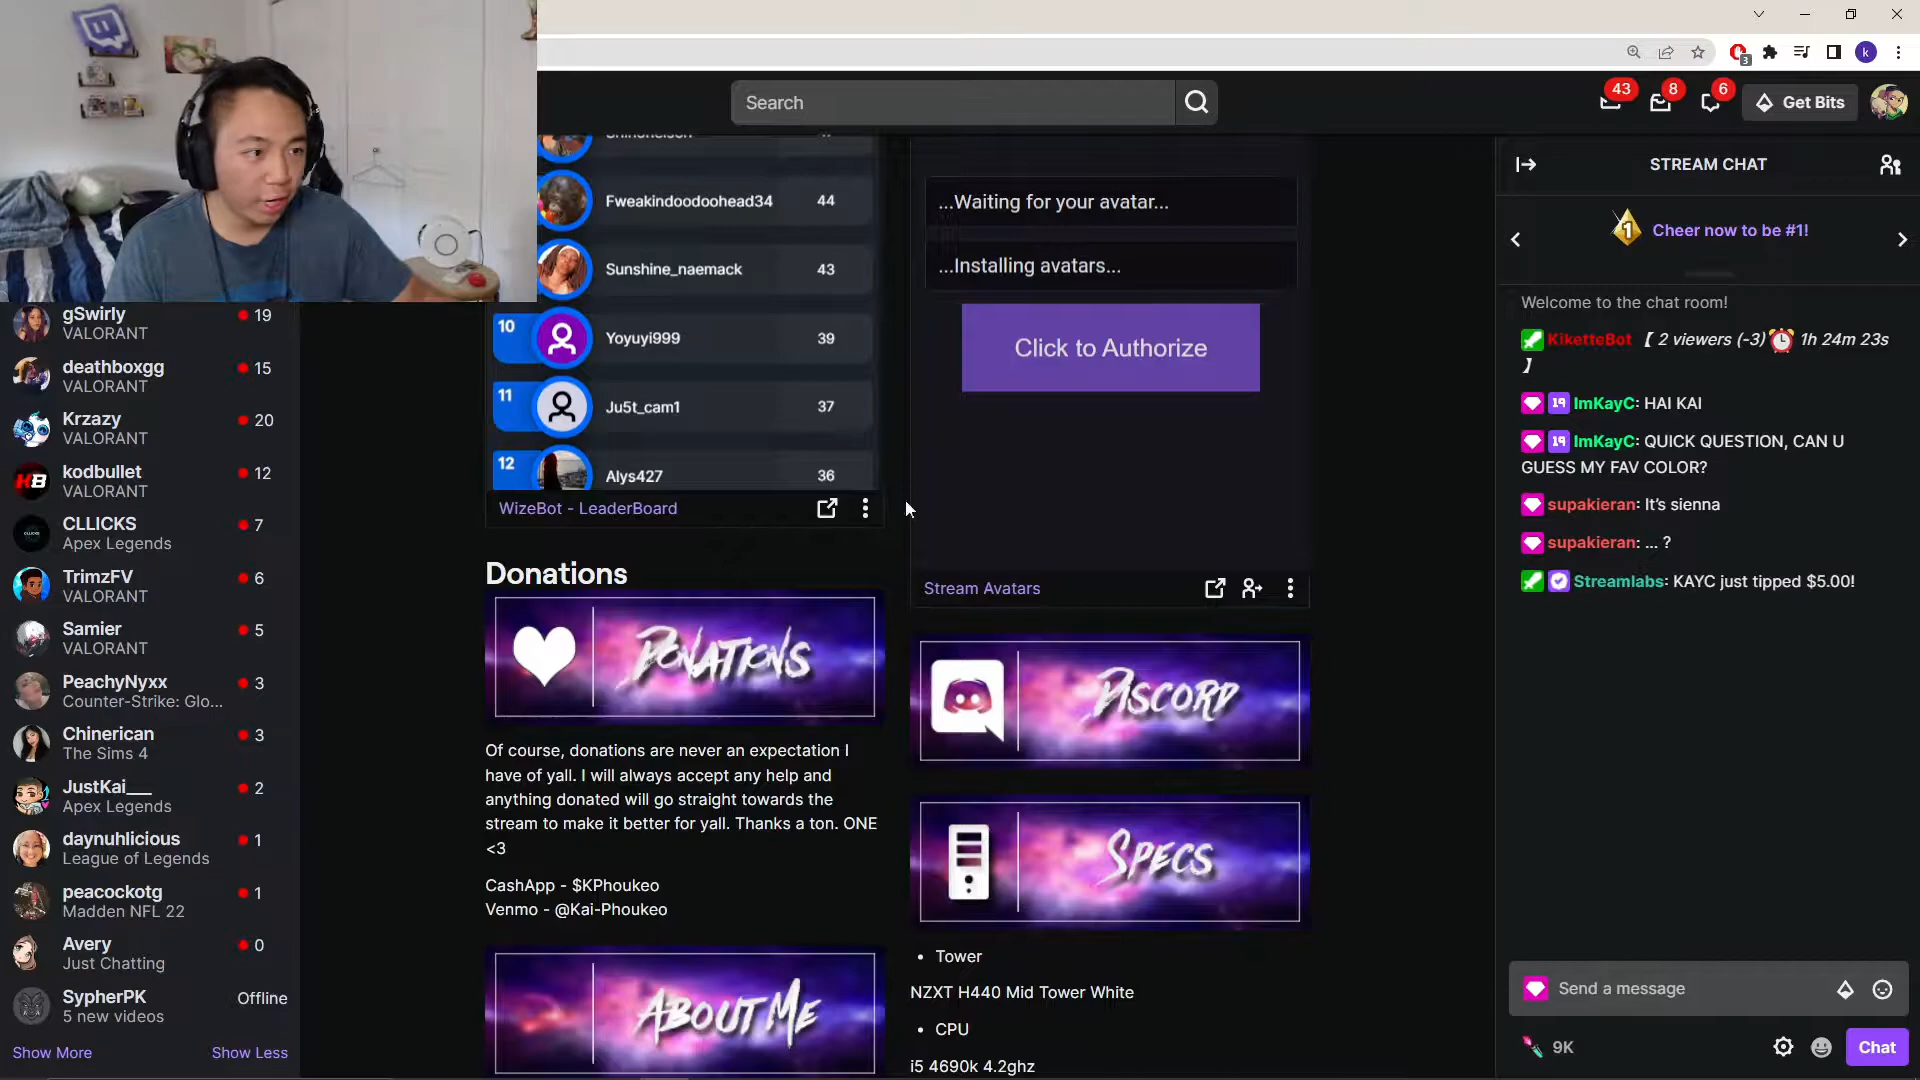 Search
43
8
6
Get Bits
3
k
44
Fweakindoodoohead34
Sunshine_naemack
43
10
Yoyuyi999
39
11
Ju5t_cam1
37
12
Alys427
36
WizeBot - LeaderBoard
...Waiting for your avatar...
...Installing avatars...
Click to Authorize
Stream Avatars
gSwirly
19
VALORANT
deathboxgg
15
VALORANT
Krzazy
20
VALORANT
kodbullet
12
VALORANT
CLLICKS
7
Apex Legends
TrimzFV
6
VALORANT
Samier
5
VALORANT
PeachyNyxx
3
Counter-Strike: Glo...
Chinerican
3
The Sims 4
JustKai___
2
Apex Legends
daynuhlicious
1
League of Legends
peacockotg
1
Madden NFL 22
Avery
0
Just Chatting
SypherPK
Offline
5 new videos
Show More
Show Less
Donations
DONATIONS
Of course, donations are never an expectation I
have of yall. I will always accept any help and
anything donated will go straight towards the
stream to make it better for yall. Thanks a ton. ONE
<3
CashApp - $KPhoukeo
Venmo - @Kai-Phoukeo
ABOUT ME
DISCORD
SPECS
• Tower
NZXT H440 Mid Tower White
• CPU
i5 4690k 4.2ghz
STREAM CHAT
1
Cheer now to be #1!
Welcome to the chat room!
KiketteBot 【 2 viewers (-3) 1h 24m 23s
】
19 ImKayC: HAI KAI
19 ImKayC: QUICK QUESTION, CAN U
GUESS MY FAV COLOR?
supakieran: It’s sienna
supakieran: ... ?
Streamlabs: KAYC just tipped $5.00!
Send a message
9K
Chat